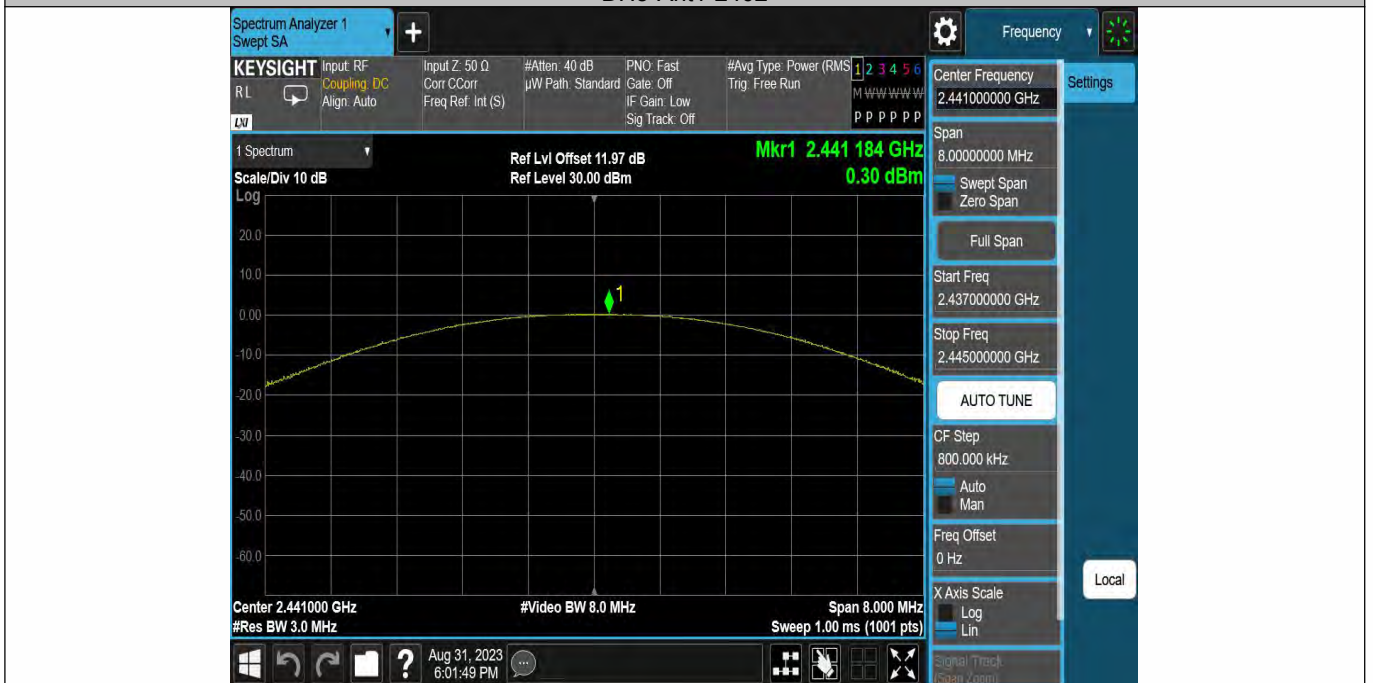 Spectrum Analyzer 1
Swept SA
+
Frequency
KEYSIGHT
RL
LXI
Input: RF
Coupling: DC
Align: Auto
Input Z: 50 Ω
Corr CCorr
Freq Ref: Int (S)
#Atten: 40 dB
µW Path: Standard
PNO: Fast
Gate: Off
IF Gain: Low
Sig Track: Off
#Avg Type: Power (RMS
Trig: Free Run
1 2 3 4 5 6
M W W W W W
P P P P P P
1 Spectrum
Scale/Div 10 dB
Log
Ref Lvl Offset 11.97 dB
Ref Level 30.00 dBm
Mkr1 2.441 184 GHz
0.30 dBm
20.0
10.0
0.00
-10.0
-20.0
-30.0
-40.0
-50.0
-60.0
1
Center 2.441000 GHz
#Res BW 3.0 MHz
#Video BW 8.0 MHz
Span 8.000 MHz
Sweep 1.00 ms (1001 pts)
?
Aug 31, 2023
6:01:49 PM
Center Frequency
2.441000000 GHz
Settings
Span
8.00000000 MHz
Swept Span
Zero Span
Full Span
Start Freq
2.437000000 GHz
Stop Freq
2.445000000 GHz
AUTO TUNE
CF Step
800.000 kHz
Auto
Man
Freq Offset
0 Hz
Local
X Axis Scale
Log
Lin
Signal Track
(Span Zoom)